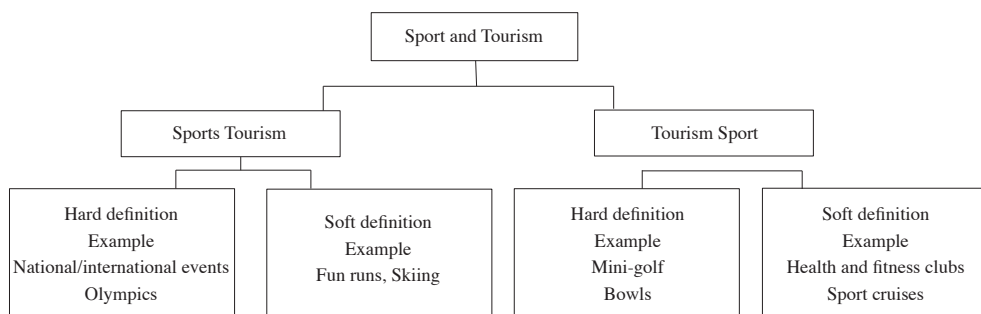 Sport and Tourism
Sports Tourism
Tourism Sport
Hard definition
Example
National/international events
Olympics
Soft definition
Example
Fun runs, Skiing
Hard definition
Example
Mini-golf
Bowls
Soft definition
Example
Health and fitness clubs
Sport cruises